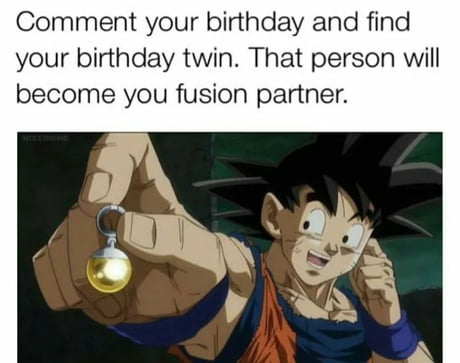 Comment your birthday and find
your birthday twin. That person will
become you fusion partner.